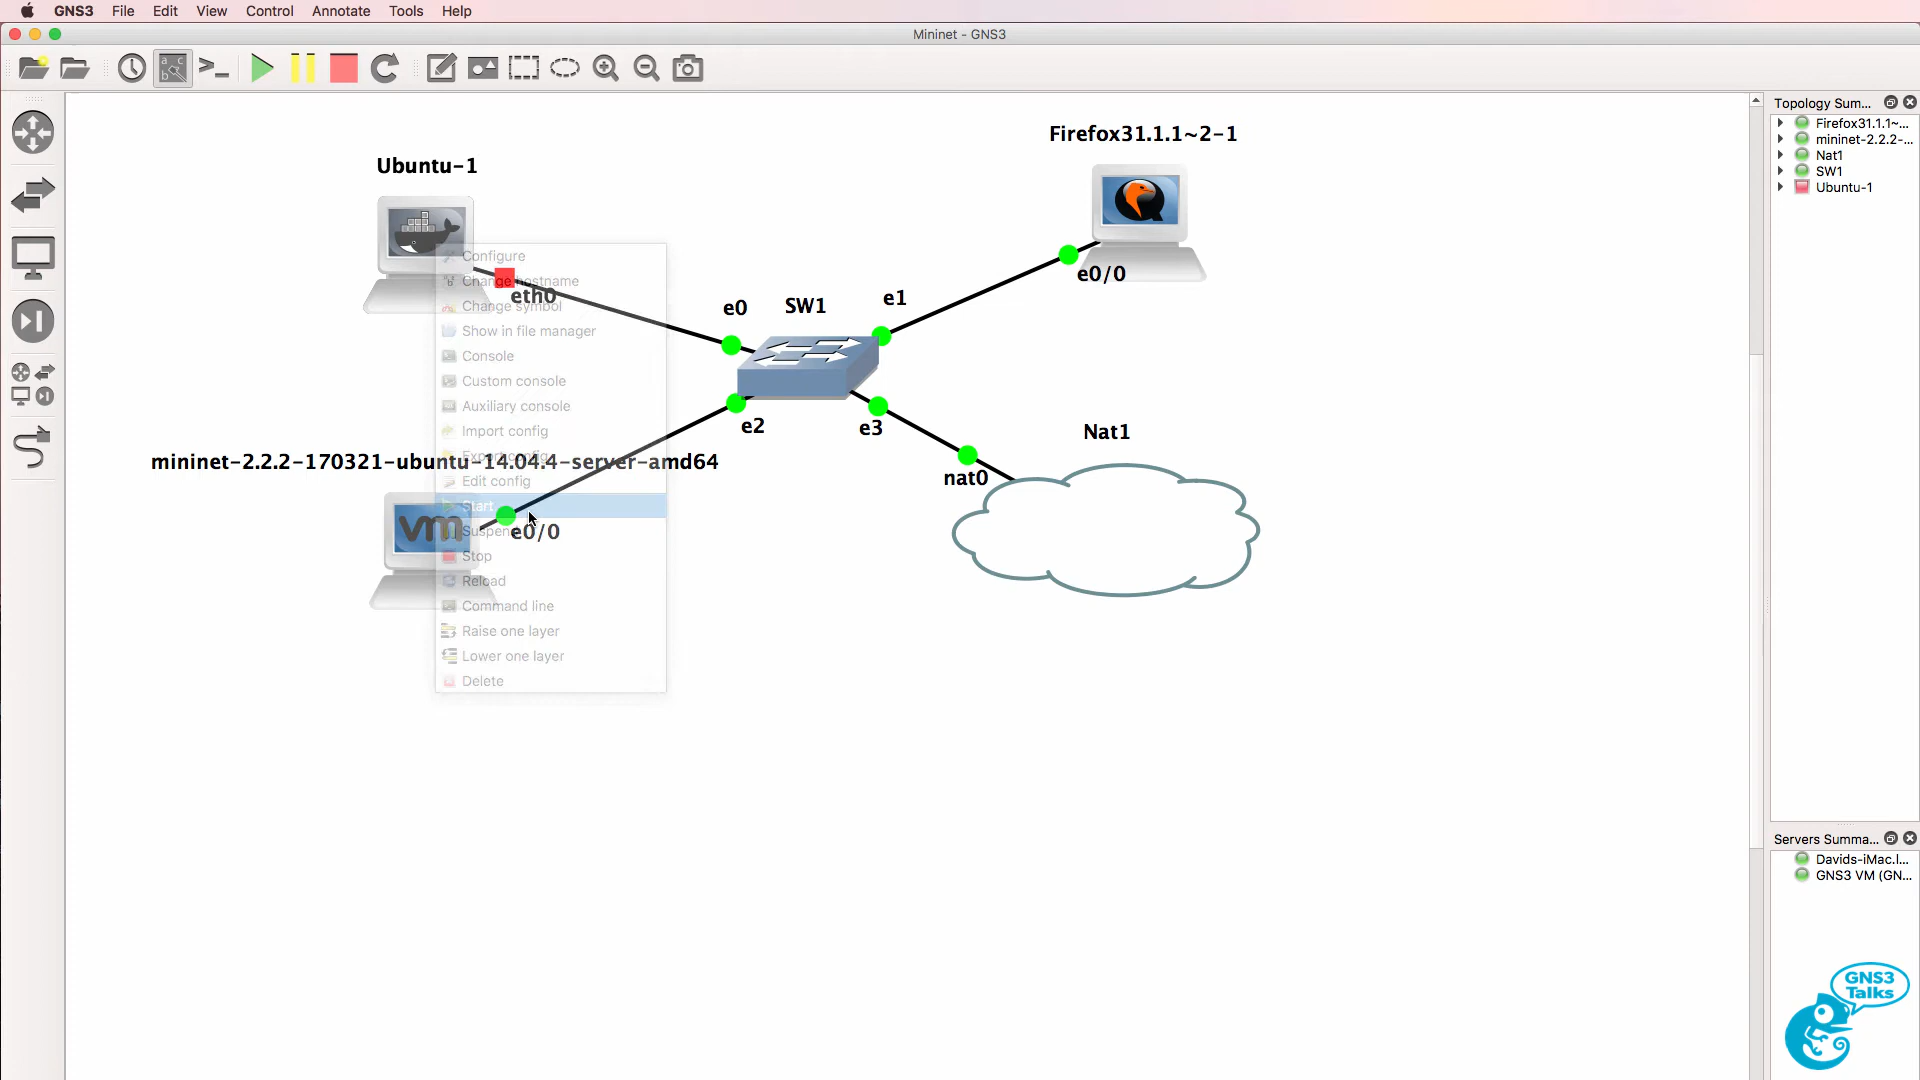 GNS3 File Edit View Control Annotate Tools Help
Mininet - GNS3
Topology Sum...
Firefox31.1.1~...
mininet-2.2.2-...
Nat1
SW1
Ubuntu-1
Firefox31.1.1~2-1
Ubuntu-1
Configure
Change hostname
eth0
Change symbol
Show in file manager
Console
Custom console
Auxiliary console
Import config
Export config
Edit config
Start
Suspend
Stop
Reload
Command line
Raise one layer
Lower one layer
Delete
e0/0
e0
SW1
e1
e2
e3
Nat1
nat0
mininet-2.2.2-170321-ubuntu-14.04.4-server-amd64
vm
e0/0
Servers Summa...
Davids-iMac.l...
GNS3 VM (GN...
GNS3
Talks